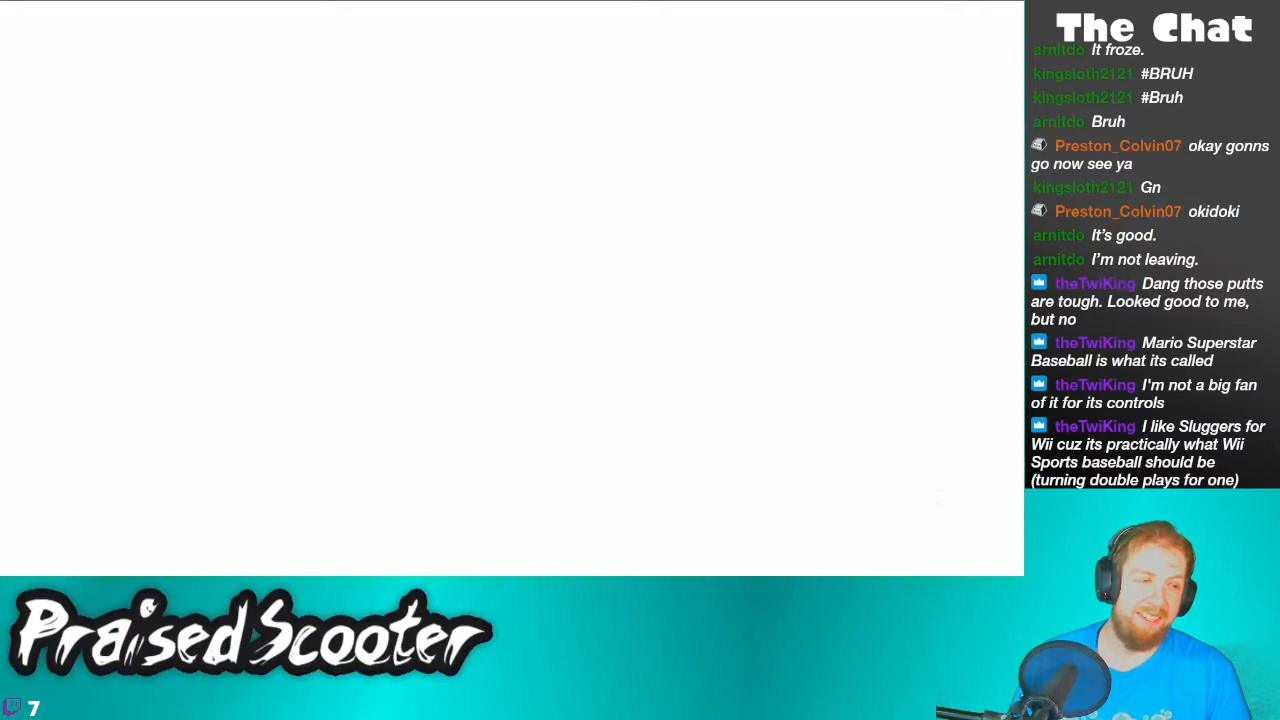 The Chat
arnitdo It froze.
kingsloth2121 #BRUH
kingsloth2121 #Bruh
arnitdo Bruh
Preston_Colvin07 okay gonns
go now see ya
kingsloth2121 Gn
Preston_Colvin07 okidoki
arnitdo It's good.
arnitdo I'm not leaving.
theTwiKing Dang those putts
are tough. Looked good to me,
but no
theTwiKing Mario Superstar
Baseball is what its called
theTwiKing I'm not a big fan
of it for its controls
theTwiKing I like Sluggers for
Wii cuz its practically what Wii
Sports baseball should be
(turning double plays for one)
PraisedScooter
7